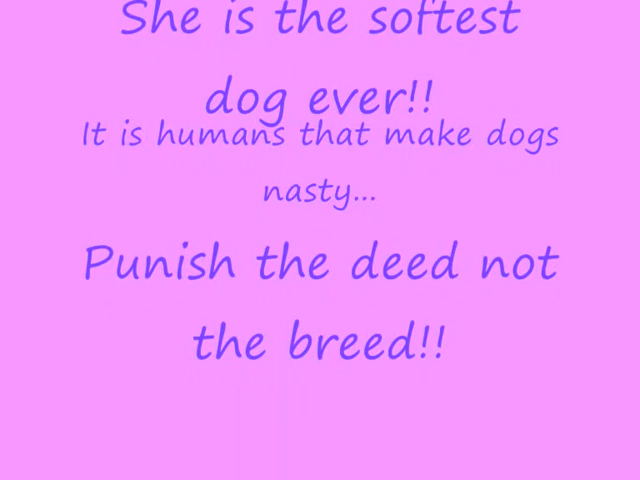 She is the softest
dog ever!!
It is humans that make dogs
nasty...
Punish the deed not
the breed!!